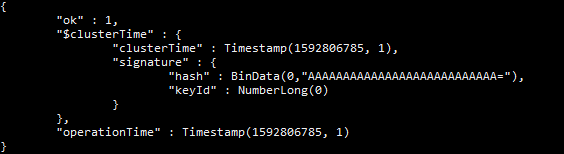 {
"ok" : 1,
"$clusterTime" : {
"clusterTime" : Timestamp(1592806785, 1),
"signature" : {
"hash" : BinData(0,"AAAAAAAAAAAAAAAAAAAAAAAAAAA="),
"keyId" : NumberLong(0)
}
},
"operationTime" : Timestamp(1592806785, 1)
}